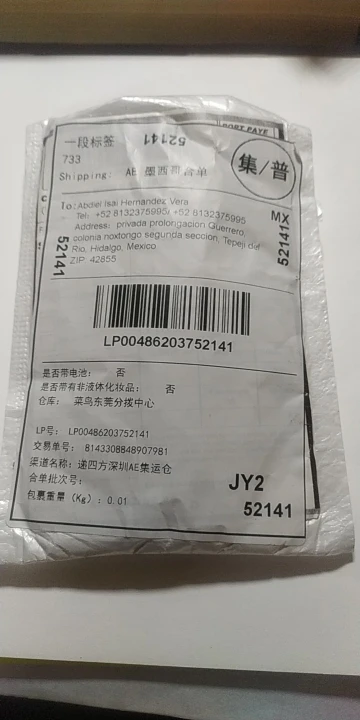 一段标签
52141
PORT PAYE
733
集/普
Shipping: AE 墨西哥合单
To: Abdiel Isai Hernandez Vera
Tel: +52 8132375995/ +52 8132375995
Address: privada prolongacion Guerrero,
colonia noxtongo segunda seccion, Tepeji del
Rio, Hidalgo, Mexico
ZIP: 42855
MX
52141
52141
LP00486203752141
是否带电池: 否
是否带有非液体化妆品: 否
仓库: 菜鸟东莞分拨中心
LP号: LP00486203752141
交易单号: 8143308848907981
渠道名称: 递四方深圳AE集运仓
合单批次号:
包裹重量 (Kg): 0.01
JY2
52141